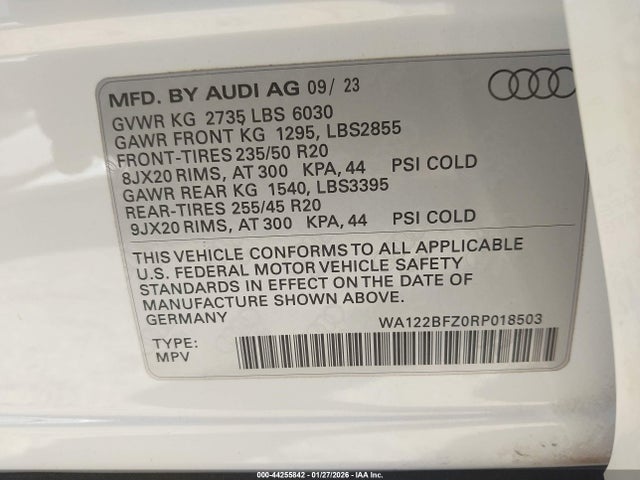 MFD. BY AUDI AG 09/ 23
GVWR KG 2735 LBS 6030
GAWR FRONT KG 1295, LBS2855
FRONT-TIRES 235/50 R20
8JX20 RIMS, AT 300 KPA, 44 PSI COLD
GAWR REAR KG 1540, LBS3395
REAR-TIRES 255/45 R20
9JX20 RIMS, AT 300 KPA, 44 PSI COLD
THIS VEHICLE CONFORMS TO ALL APPLICABLE
U.S. FEDERAL MOTOR VEHICLE SAFETY
STANDARDS IN EFFECT ON THE DATE OF
MANUFACTURE SHOWN ABOVE.
GERMANY
WA122BFZ0RP018503
TYPE:
MPV
000-44255842 - 01/27/2026 - IAA Inc.